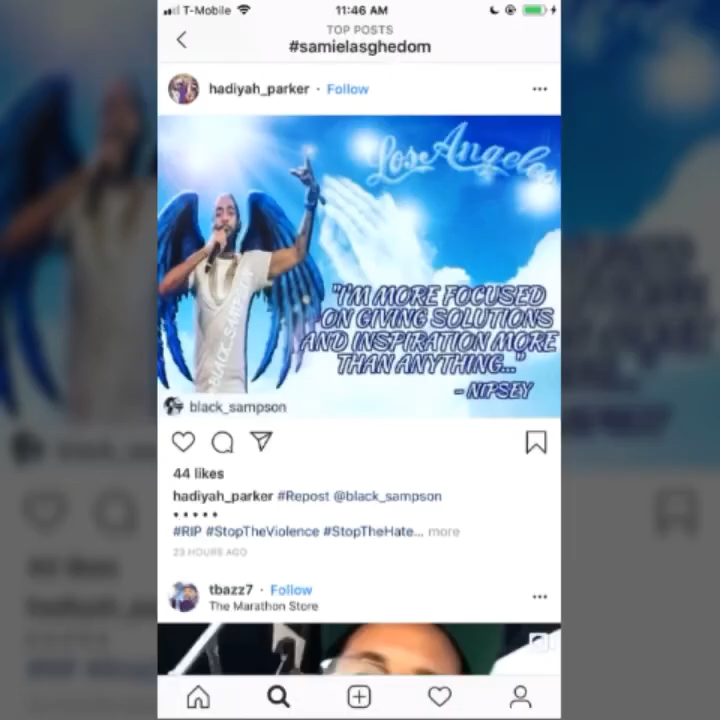 T-Mobile 11:46 AM
TOP POSTS
#samielasghedom
hadiyah_parker · Follow
Los Angeles
"I'M MORE FOCUSED
ON GIVING SOLUTIONS
AND INSPIRATION MORE
THAN ANYTHING..."
- NIPSEY
BLACK_SAMPSON
black_sampson
44 likes
hadiyah_parker #Repost @black_sampson
• • • • •
#RIP #StopTheViolence #StopTheHate... more
23 HOURS AGO
tbazz7 · Follow
The Marathon Store